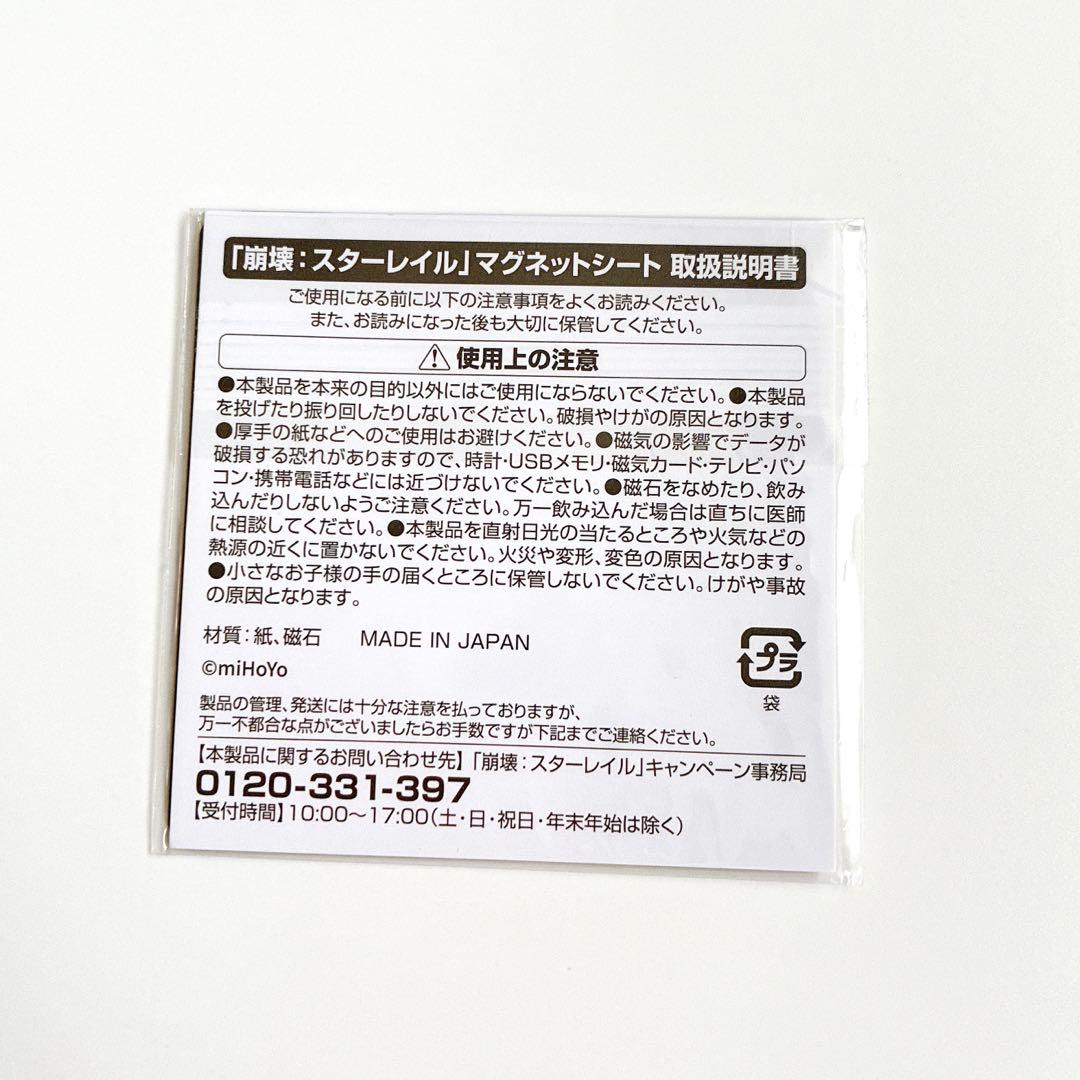 「崩壊：スターレイル」マグネットシート 取扱説明書
ご使用になる前に以下の注意事項をよくお読みください。
また、お読みになった後も大切に保管してください。
使用上の注意
●本製品を本来の目的以外にはご使用にならないでください。●本製品
を投げたり振り回したりしないでください。破損やけがの原因となります。
●厚手の紙などへのご使用はお避けください。●磁気の影響でデータが
破損する恐れがありますので、時計・USBメモリ・磁気カード・テレビ・パソ
コン・携帯電話などには近づけないでください。●磁石をなめたり、飲み
込んだりしないようご注意ください。万一飲み込んだ場合は直ちに医師
に相談してください。●本製品を直射日光の当たるところや火気などの
熱源の近くに置かないでください。火災や変形、変色の原因となります。
●小さなお子様の手の届くところに保管しないでください。けがや事故
の原因となります。
材質：紙、磁石 MADE IN JAPAN
©miHoYo
プラ
袋
製品の管理、発送には十分な注意を払っておりますが、
万一不都合な点がございましたらお手数ですが下記までご連絡ください。
【本製品に関するお問い合わせ先】「崩壊：スターレイル」キャンペーン事務局
0120-331-397
【受付時間】10:00〜17:00（土・日・祝日・年末年始は除く）